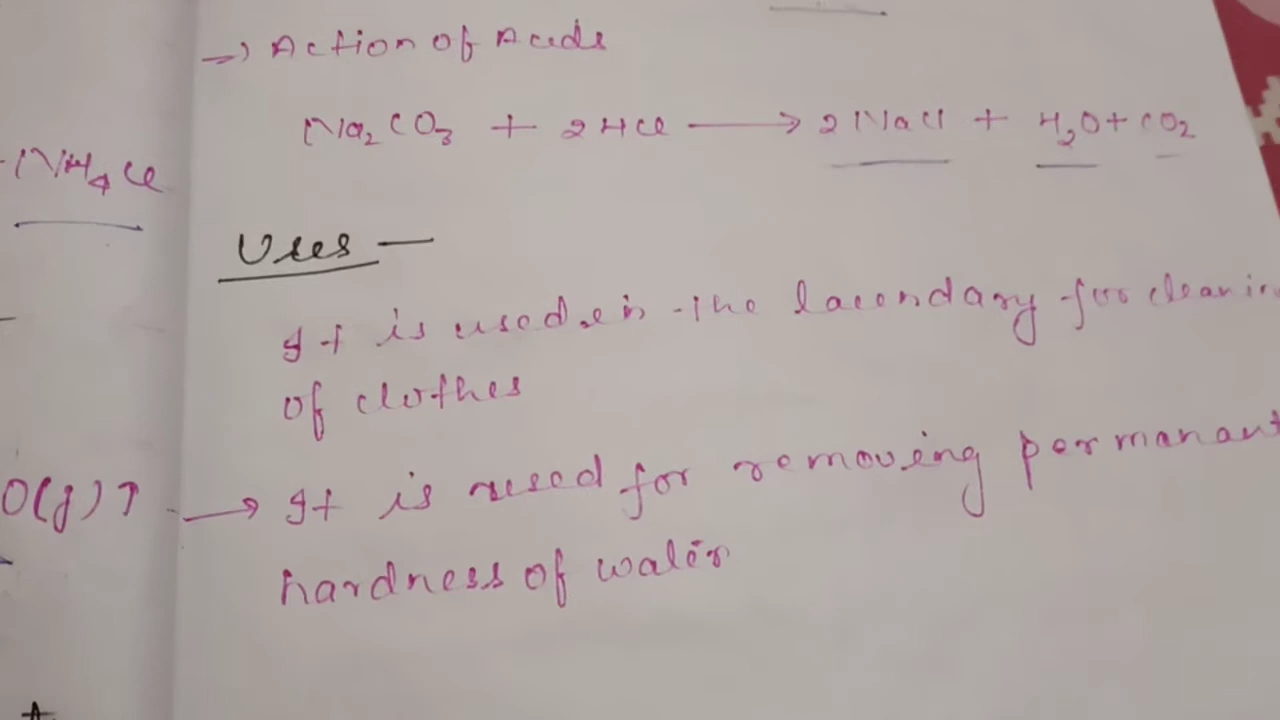 → Action of Acids
Na₂CO₃ + 2HCl → 2NaCl + H₂O + CO₂
NH₄Cl
Uses —
It is used in the lacondary for cleanin
of clothes
O(g)↑
→ It is used for removing permanant
hardness of water